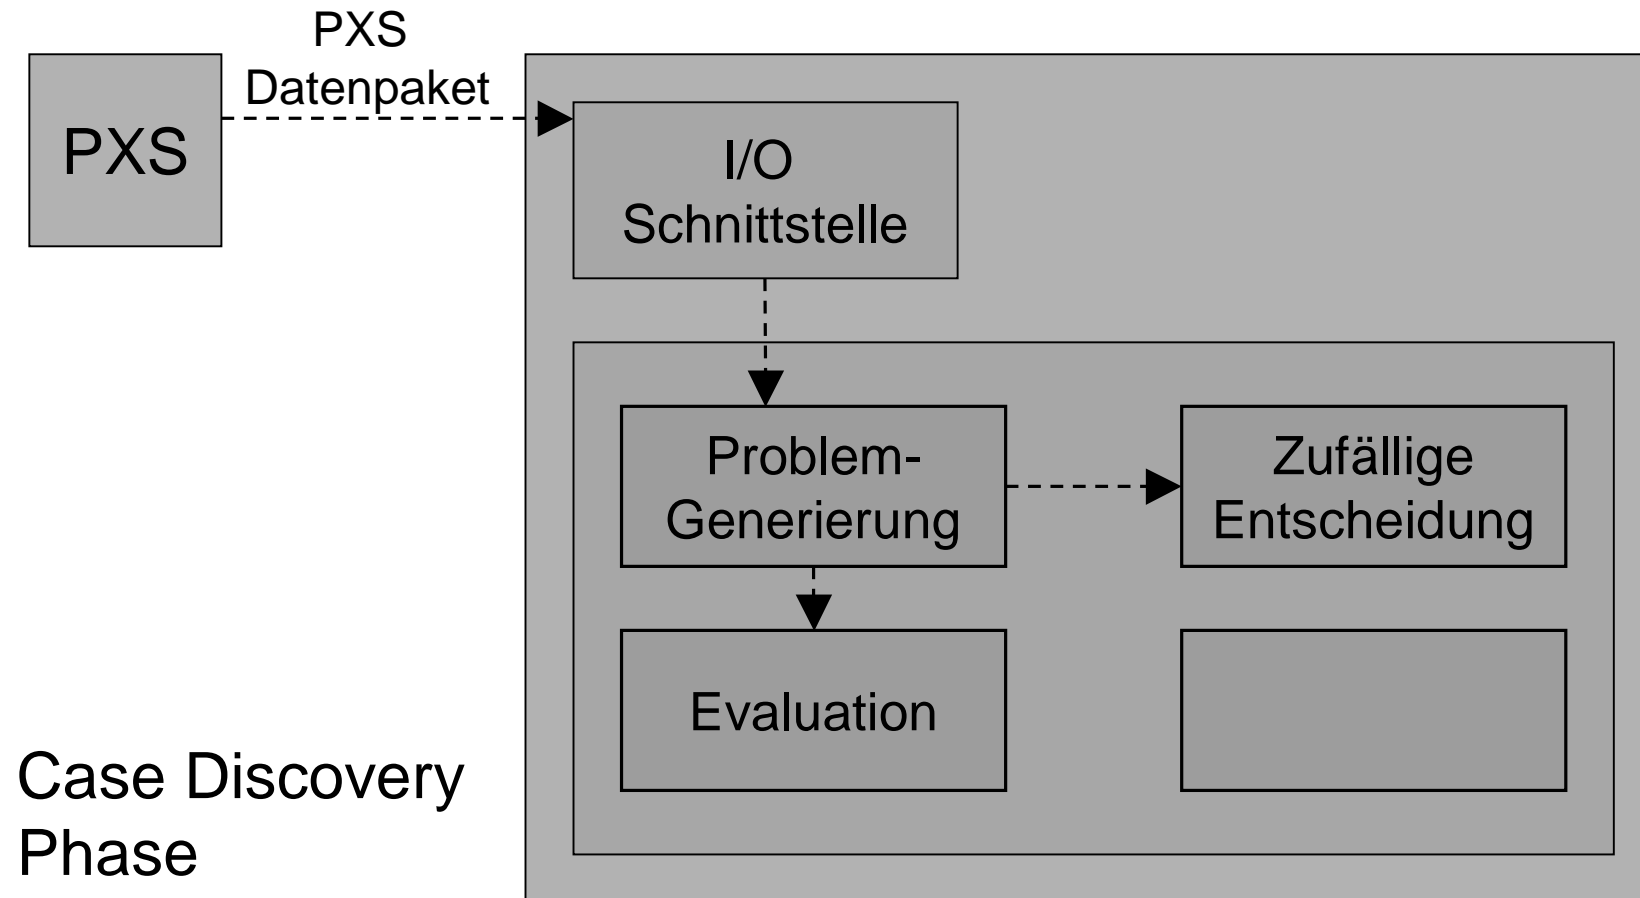 PXS
Datenpaket
PXS
I/O
Schnittstelle
Problem-
Generierung
Zufällige
Entscheidung
Evaluation
Case Discovery
Phase